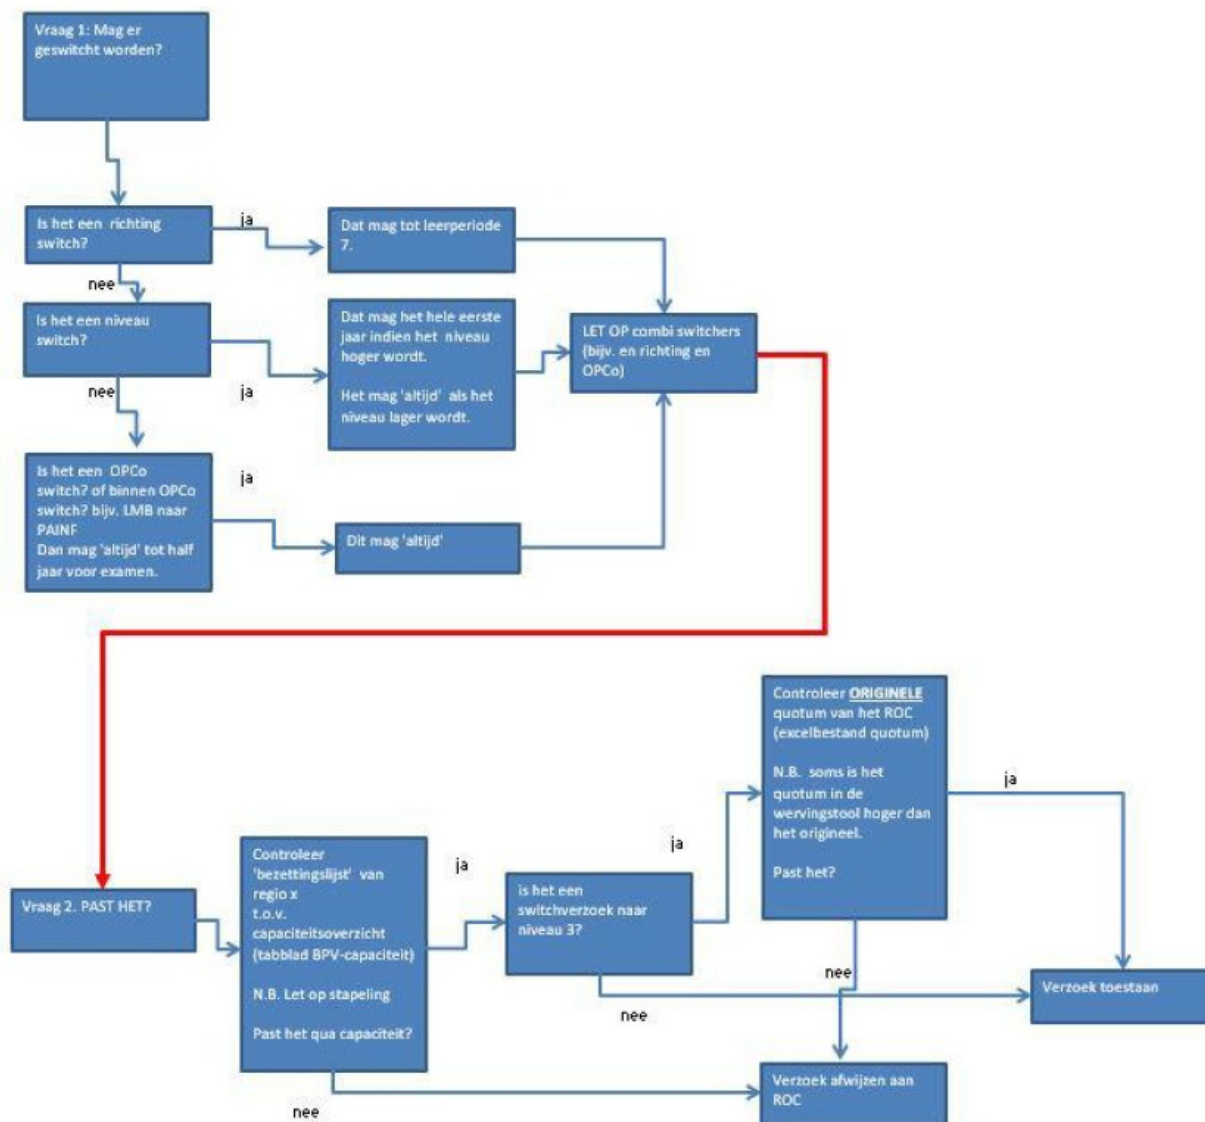 Vraag 1: Mag er
geswitcht worden?
Is het een  richting
switch?
ja
Dat mag tot leerperiode
7.
nee
Is het een niveau
switch?
ja
Dat mag het hele eerste
jaar indien het  niveau
hoger wordt.
Het mag 'altijd'  als het
niveau lager wordt.
LET OP combi switchers
(bijv. en richting en
OPCo)
nee
Is het een  OPCo
switch? of binnen OPCo
switch? bijv. LMB naar
PAINF
Dan mag 'altijd' tot half
jaar voor examen.
ja
Dit mag 'altijd'
Vraag 2. PAST HET?
Controleer
'bezettingslijst'  van
regio x
t.o.v.
capaciteitsoverzicht
(tabblad BPV-capaciteit)
N.B. Let op stapeling
Past het qua capaciteit?
ja
nee
is het een
switchverzoek naar
niveau 3?
ja
nee
Controleer ORIGINELE
quotum van het ROC
(excelbestand quotum)
N.B.  soms is het
quotum in de
wervingstool hoger dan
het origineel.
Past het?
ja
nee
Verzoek toestaan
Verzoek afwijzen aan
ROC